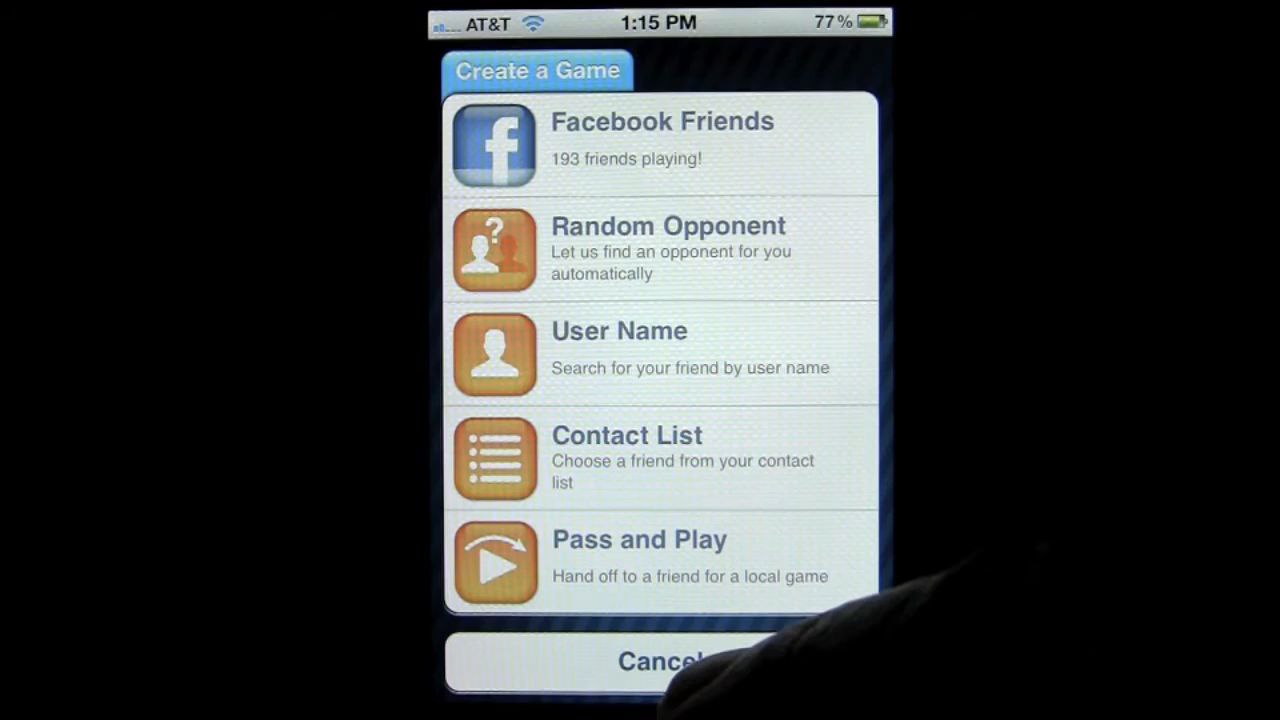 AT&T 1:15 PM 77%
Create a Game
Facebook Friends
193 friends playing!
Random Opponent
Let us find an opponent for you
automatically
User Name
Search for your friend by user name
Contact List
Choose a friend from your contact
list
Pass and Play
Hand off to a friend for a local game
Cancel